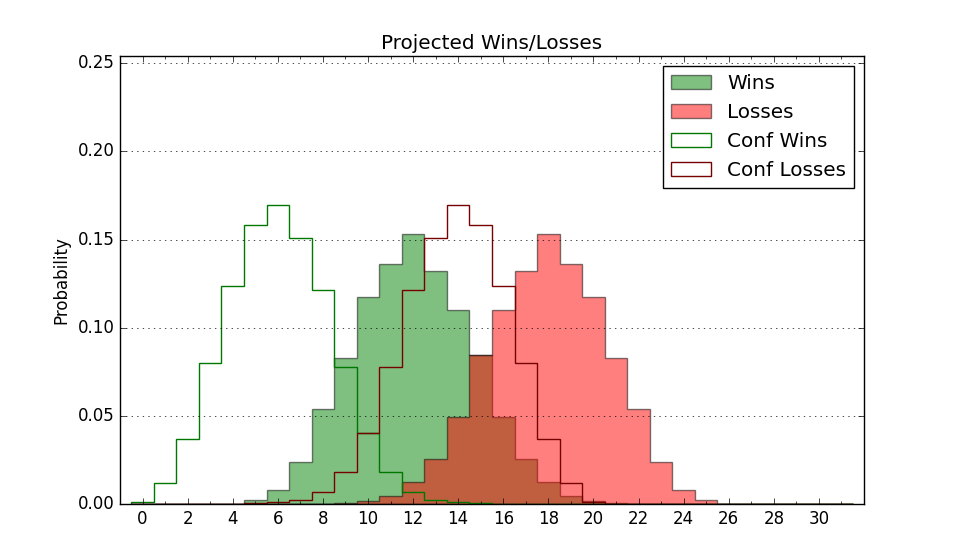 Projected Wins/Losses
0.25
0.20
0.15
0.10
0.05
0.00
Probability
Wins
Losses
Conf Wins
Conf Losses
0 2 4 6 8 10 12 14 16 18 20 22 24 26 28 30